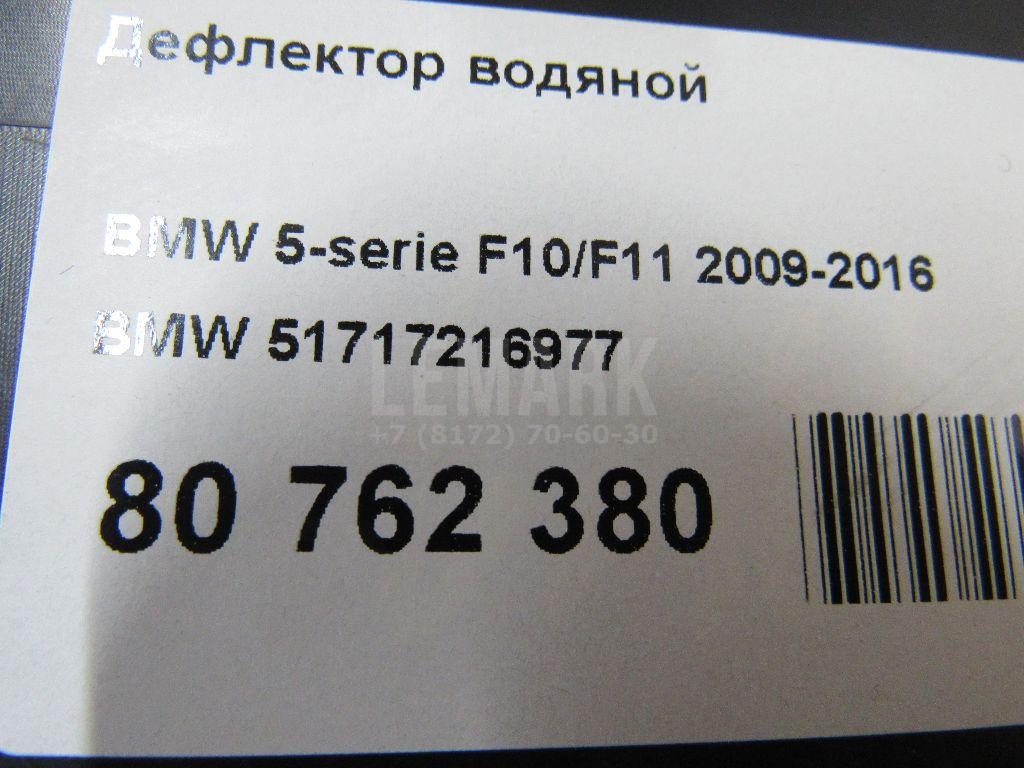 Дефлектор водяной
BMW 5-serie F10/F11 2009-2016
BMW 51717216977
LEMARK
+7 (8172) 70-60-30
80 762 380